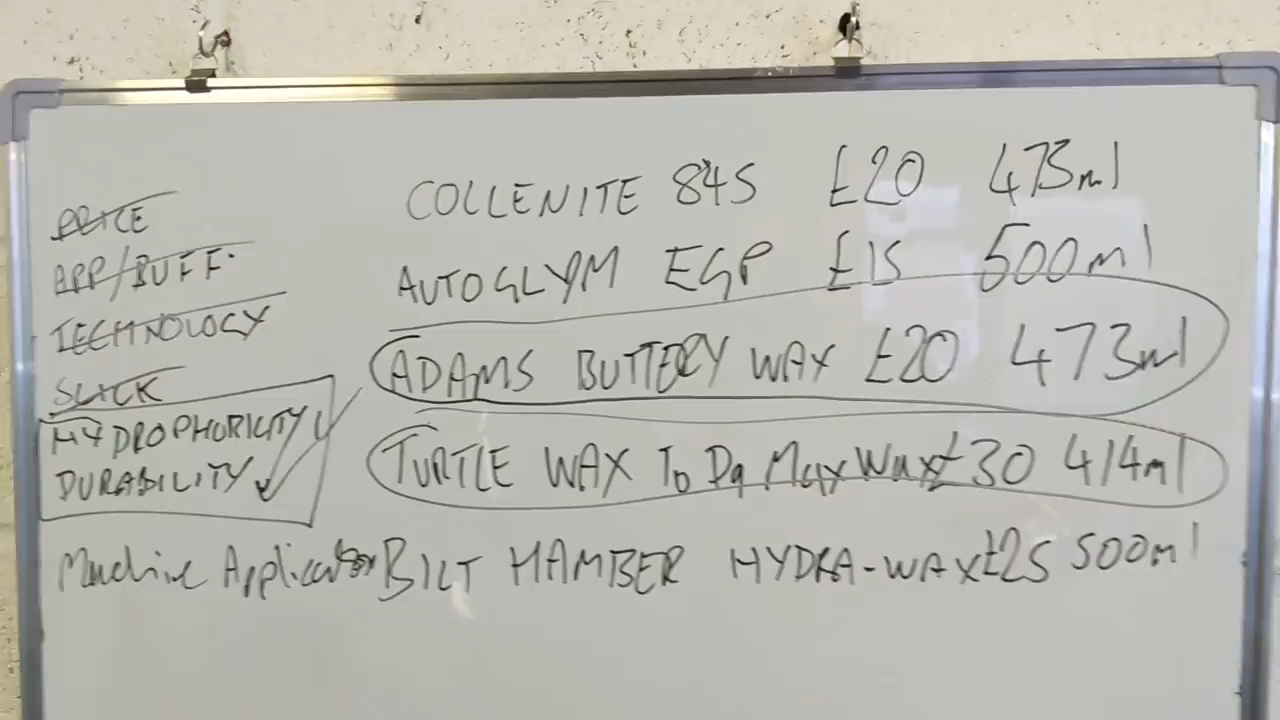 PRICE
APP/BUFF.
TECHNOLOGY
SLICK
HYDROPHOBICITY
DURABILITY
Machine Application
COLLENITE 845 £20 473ml
AUTOGLYM EGP £15 500ml
ADAMS BUTTERY WAX £20 473ml
TURTLE WAX To Da Max Wax £30 414ml
BILT HAMBER HYDRA-WAX £25 500ml